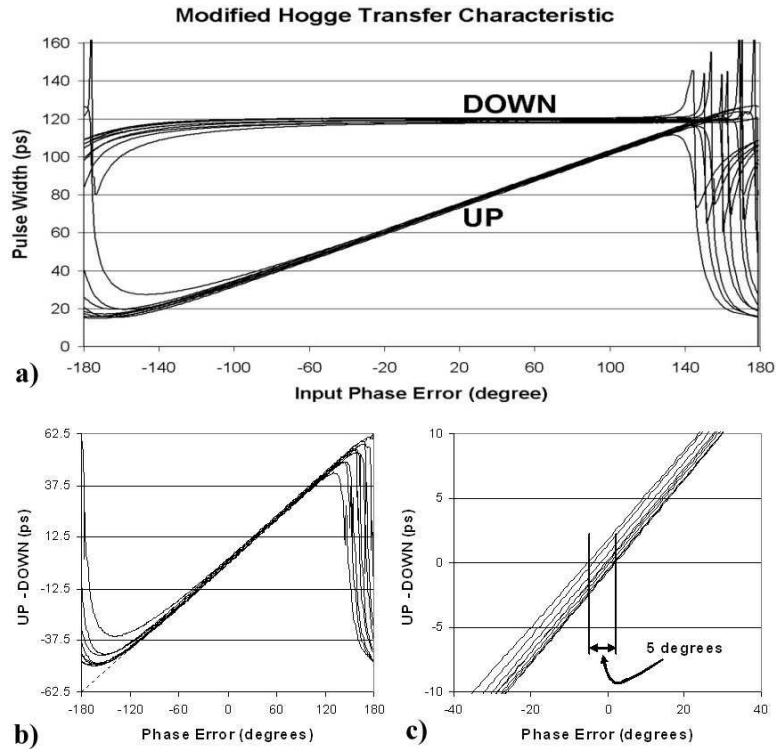 Modified Hogge Transfer Characteristic
Pulse Width (ps)
160
140
120
100
80
60
40
20
0
DOWN
UP
-180 -140 -100 -60 -20 20 60 100 140 180
a)
Input Phase Error (degree)
UP - DOWN (ps)
62.5
37.5
12.5
-12.5
-37.5
-62.5
-180 -120 -60 0 60 120 180
b)
Phase Error (degrees)
UP - DOWN (ps)
10
5
0
-5
-10
5 degrees
-40 -20 0 20 40
c)
Phase Error (degrees)